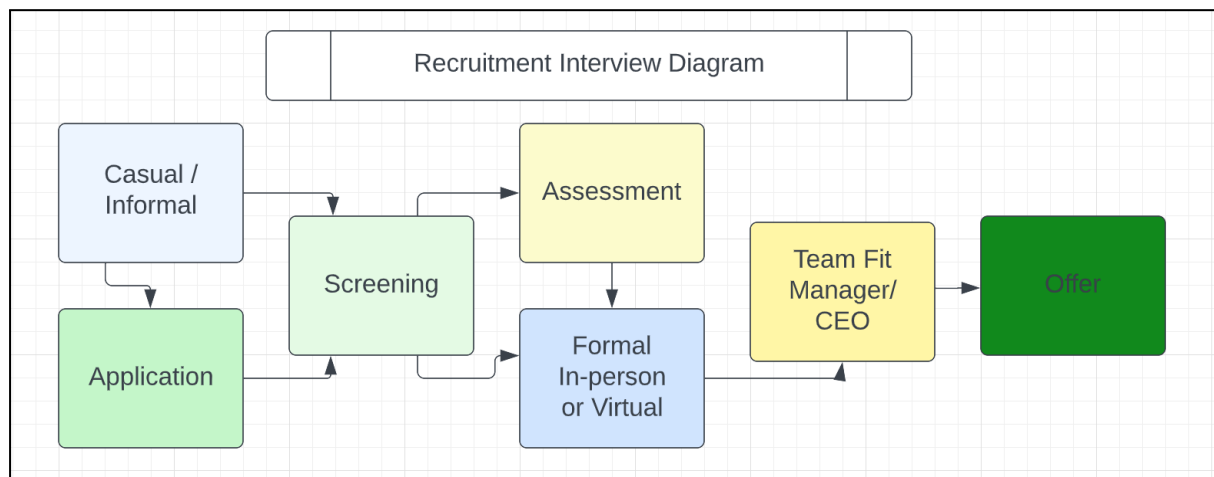 Recruitment Interview Diagram
Casual /
Informal
Application
Screening
Assessment
Formal
In-person
or Virtual
Team Fit
Manager/
CEO
Offer